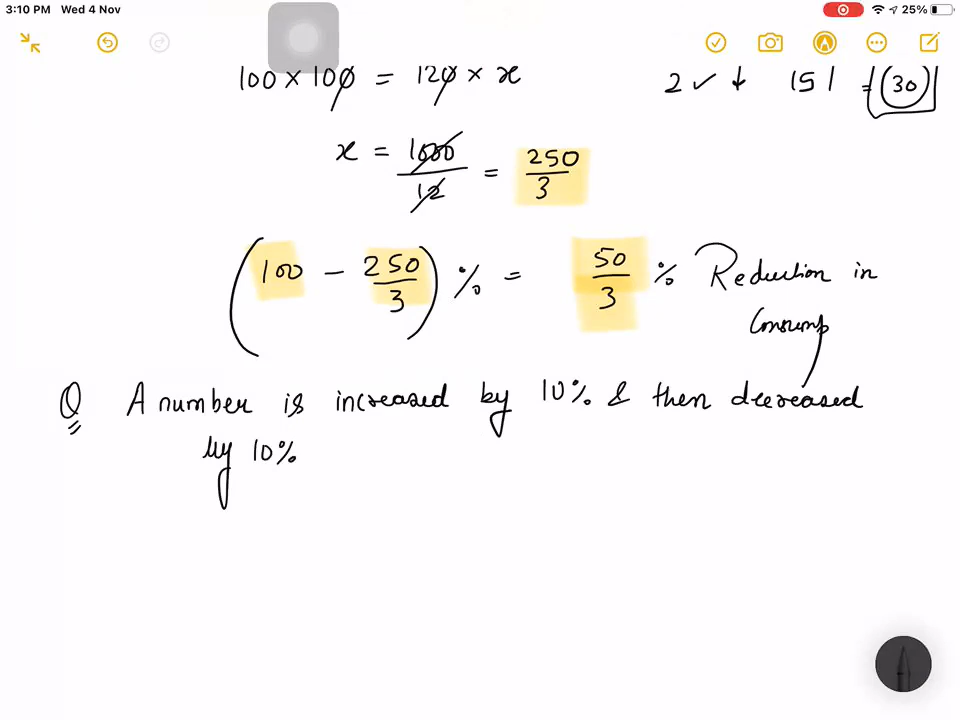 3:10 PM Wed 4 Nov 25%
100 × 100 = 120 × x
2 ✓ ↓ 15 l = 30
x = 1000/12 = 250/3
(100 − 250/3) % = 50/3 % Reduction in
Consump
Q A number is increased by 10% & then decreased
by 10%